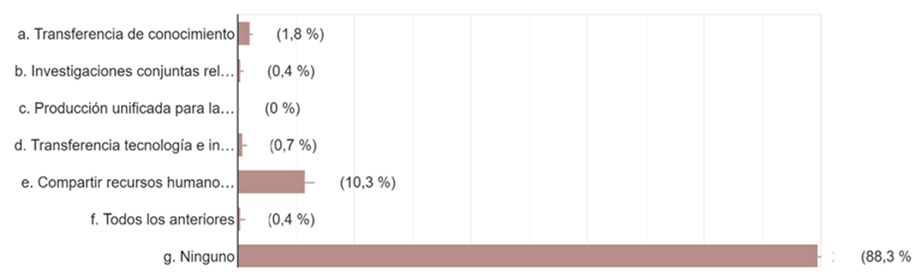 a. Transferencia de conocimiento (1,8 %)
b. Investigaciones conjuntas rel… (0,4 %)
c. Producción unificada para la… (0 %)
d. Transferencia tecnología e in… (0,7 %)
e. Compartir recursos humano… (10,3 %)
f. Todos los anteriores (0,4 %)
g. Ninguno (88,3 %